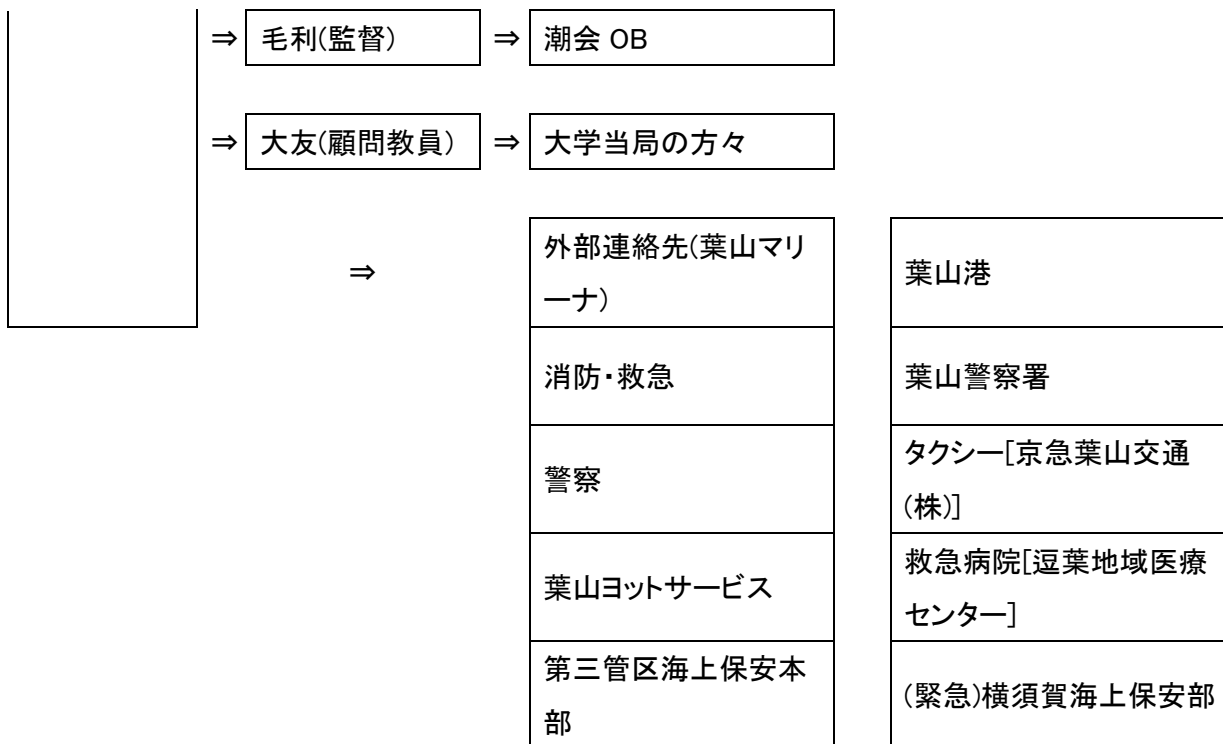 ⇒ 毛利(監督) ⇒ 潮会 OB
⇒ 大友(顧問教員) ⇒ 大学当局の方々
⇒
外部連絡先(葉山マリ
ーナ)
葉山港
消防・救急
葉山警察署
警察
タクシー[京急葉山交通
(株)]
葉山ヨットサービス
救急病院[逗葉地域医療
センター]
第三管区海上保安本
部
(緊急)横須賀海上保安部